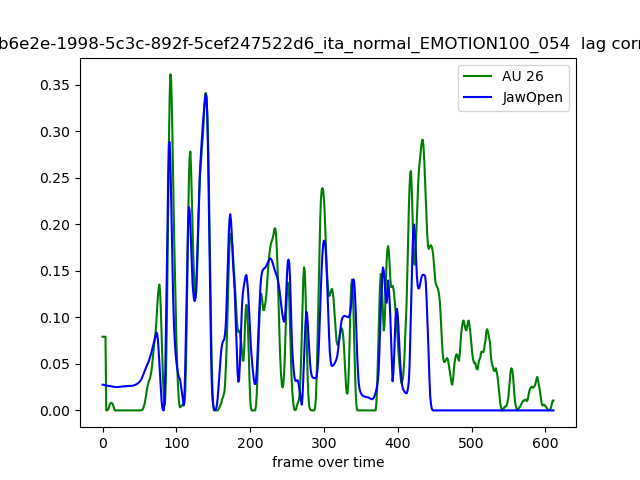 b6e2e-1998-5c3c-892f-5cef247522d6_ita_normal_EMOTION100_054 lag corr
AU 26
JawOpen
0.35
0.30
0.25
0.20
0.15
0.10
0.05
0.00
0 100 200 300 400 500 600
frame over time